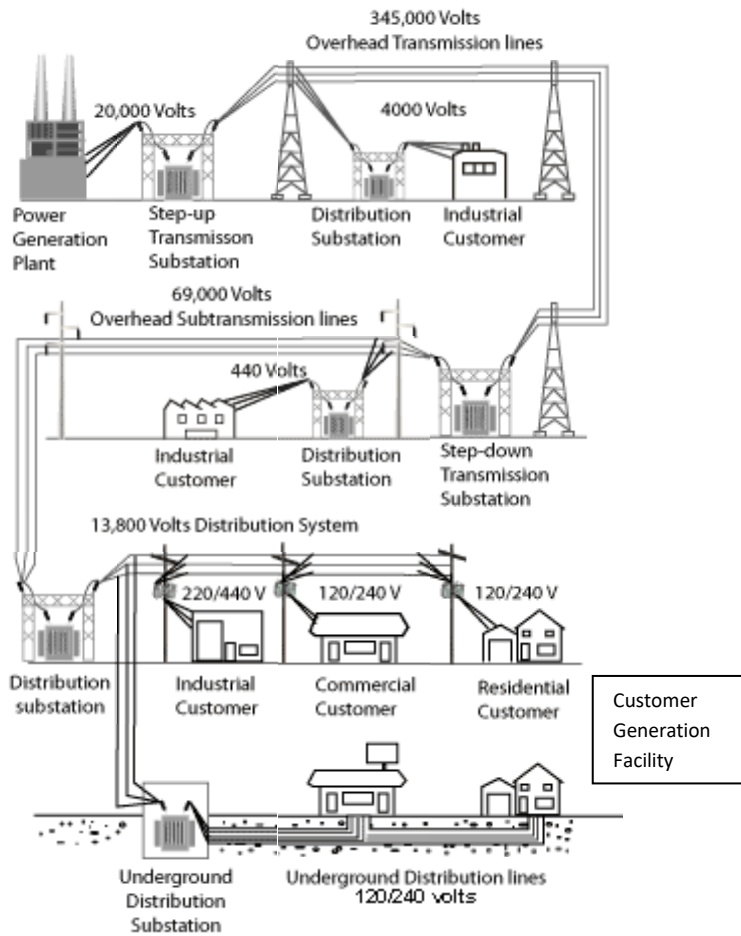 345,000 Volts
Overhead Transmission lines
20,000 Volts
4000 Volts
Power
Generation
Plant
Step-up
Transmisson
Substation
Distribution
Substation
Industrial
Customer
69,000 Volts
Overhead Subtransmission lines
440 Volts
Industrial
Customer
Distribution
Substation
Step-down
Transmission
Substation
13,800 Volts Distribution System
220/440 V
120/240 V
120/240 V
Distribution
substation
Industrial
Customer
Commercial
Customer
Residential
Customer
Customer
Generation
Facility
Underground
Distribution
Substation
Underground Distribution lines
120/240 volts